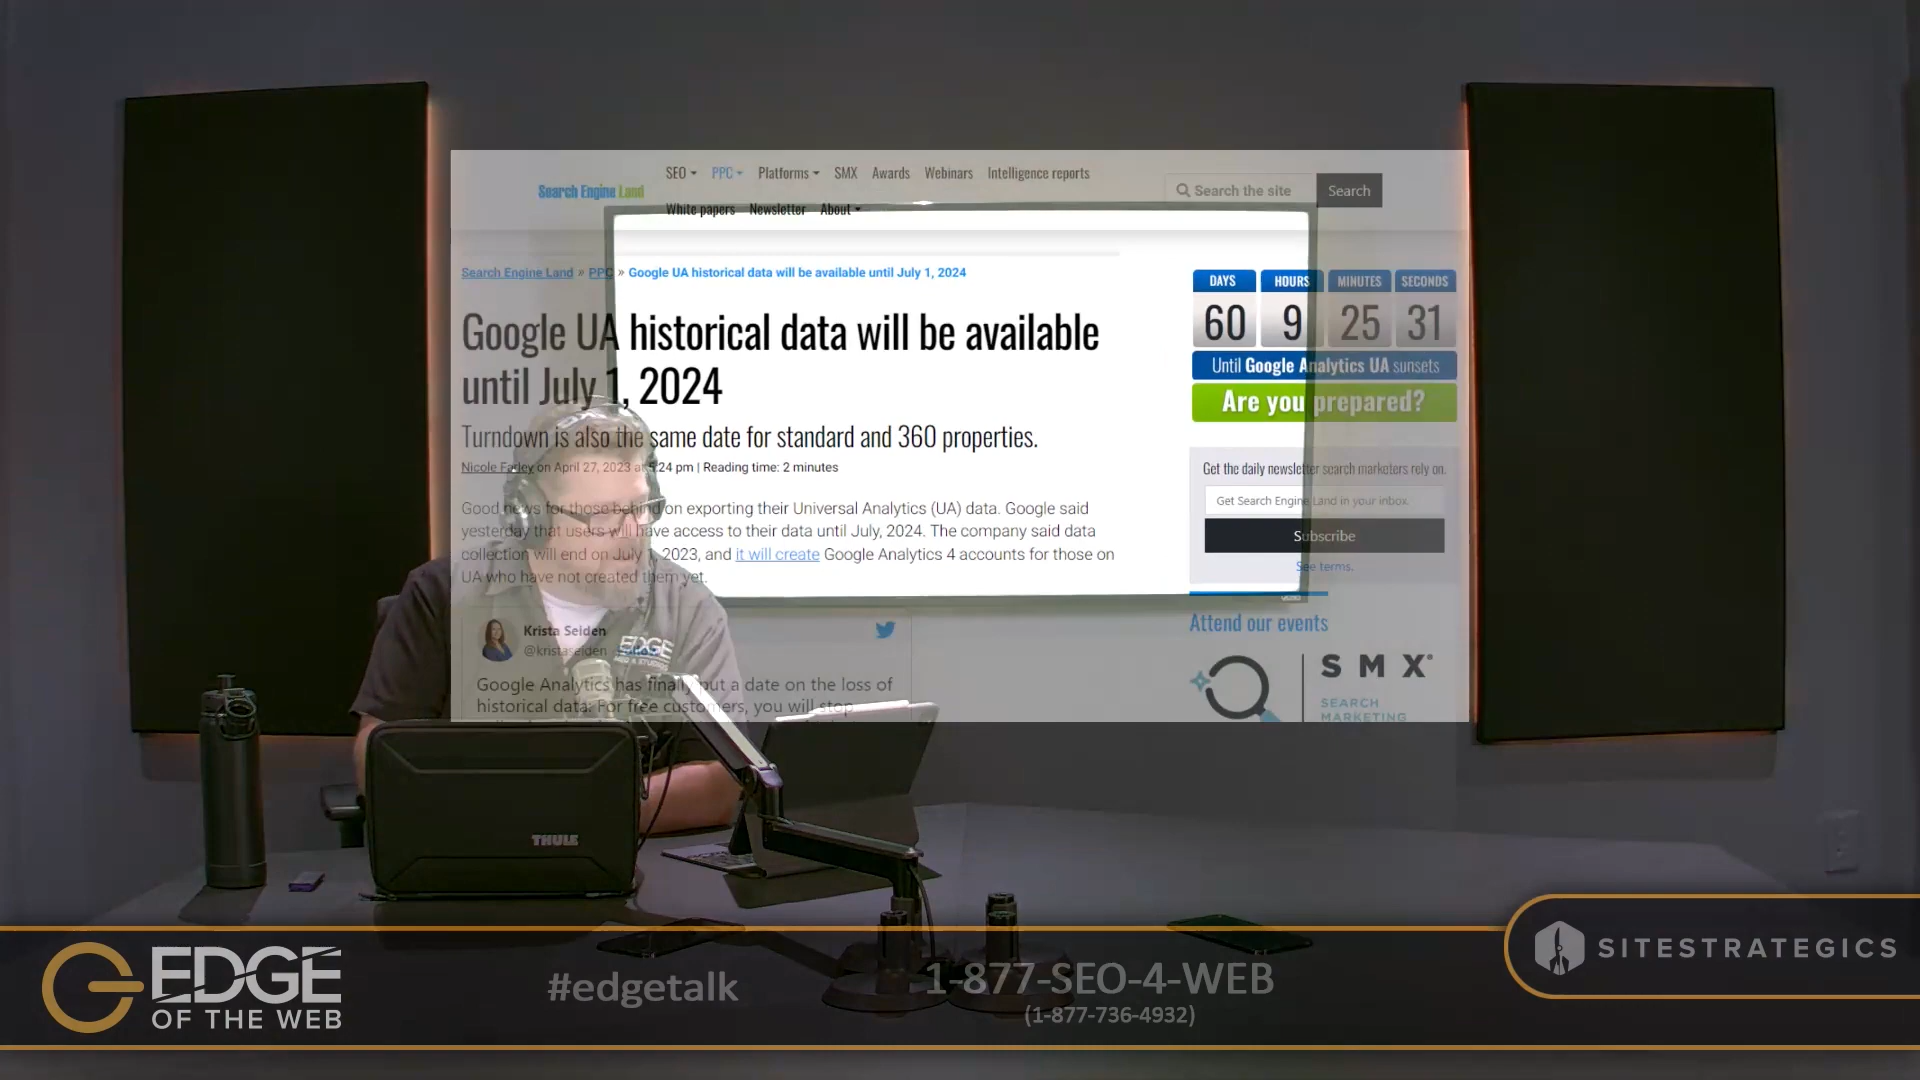 SEO PPC Platforms SMX Awards Webinars Intelligence reports
Search Engine Land
Search the site Search
White papers Newsletter About
Search Engine Land » PPC » Google UA historical data will be available until July 1, 2024
Google UA historical data will be available
until July 1, 2024
Turndown is also the same date for standard and 360 properties.
Nicole Farley on April 27, 2023 at 5:24 pm | Reading time: 2 minutes
Good news for those behind on exporting their Universal Analytics (UA) data. Google said
yesterday that users will have access to their data until July, 2024. The company said data
collection will end on July 1, 2023, and it will create Google Analytics 4 accounts for those on
UA who have not created them yet.
Krista Seiden
@kristaseiden
Google Analytics has finally put a date on the loss of
historical data: For free customers, you will stop
DAYS HOURS MINUTES SECONDS
60 9 25 31
Until Google Analytics UA sunsets
Are you prepared?
Get the daily newsletter search marketers rely on.
Get Search Engine Land in your inbox.
Subscribe
See terms.
Attend our events
SMX
SEARCH
MARKETING
EDGE
THULE
EDGE
OF THE WEB
#edgetalk
1-877-SEO-4-WEB
(1-877-736-4932)
SITESTRATEGICS